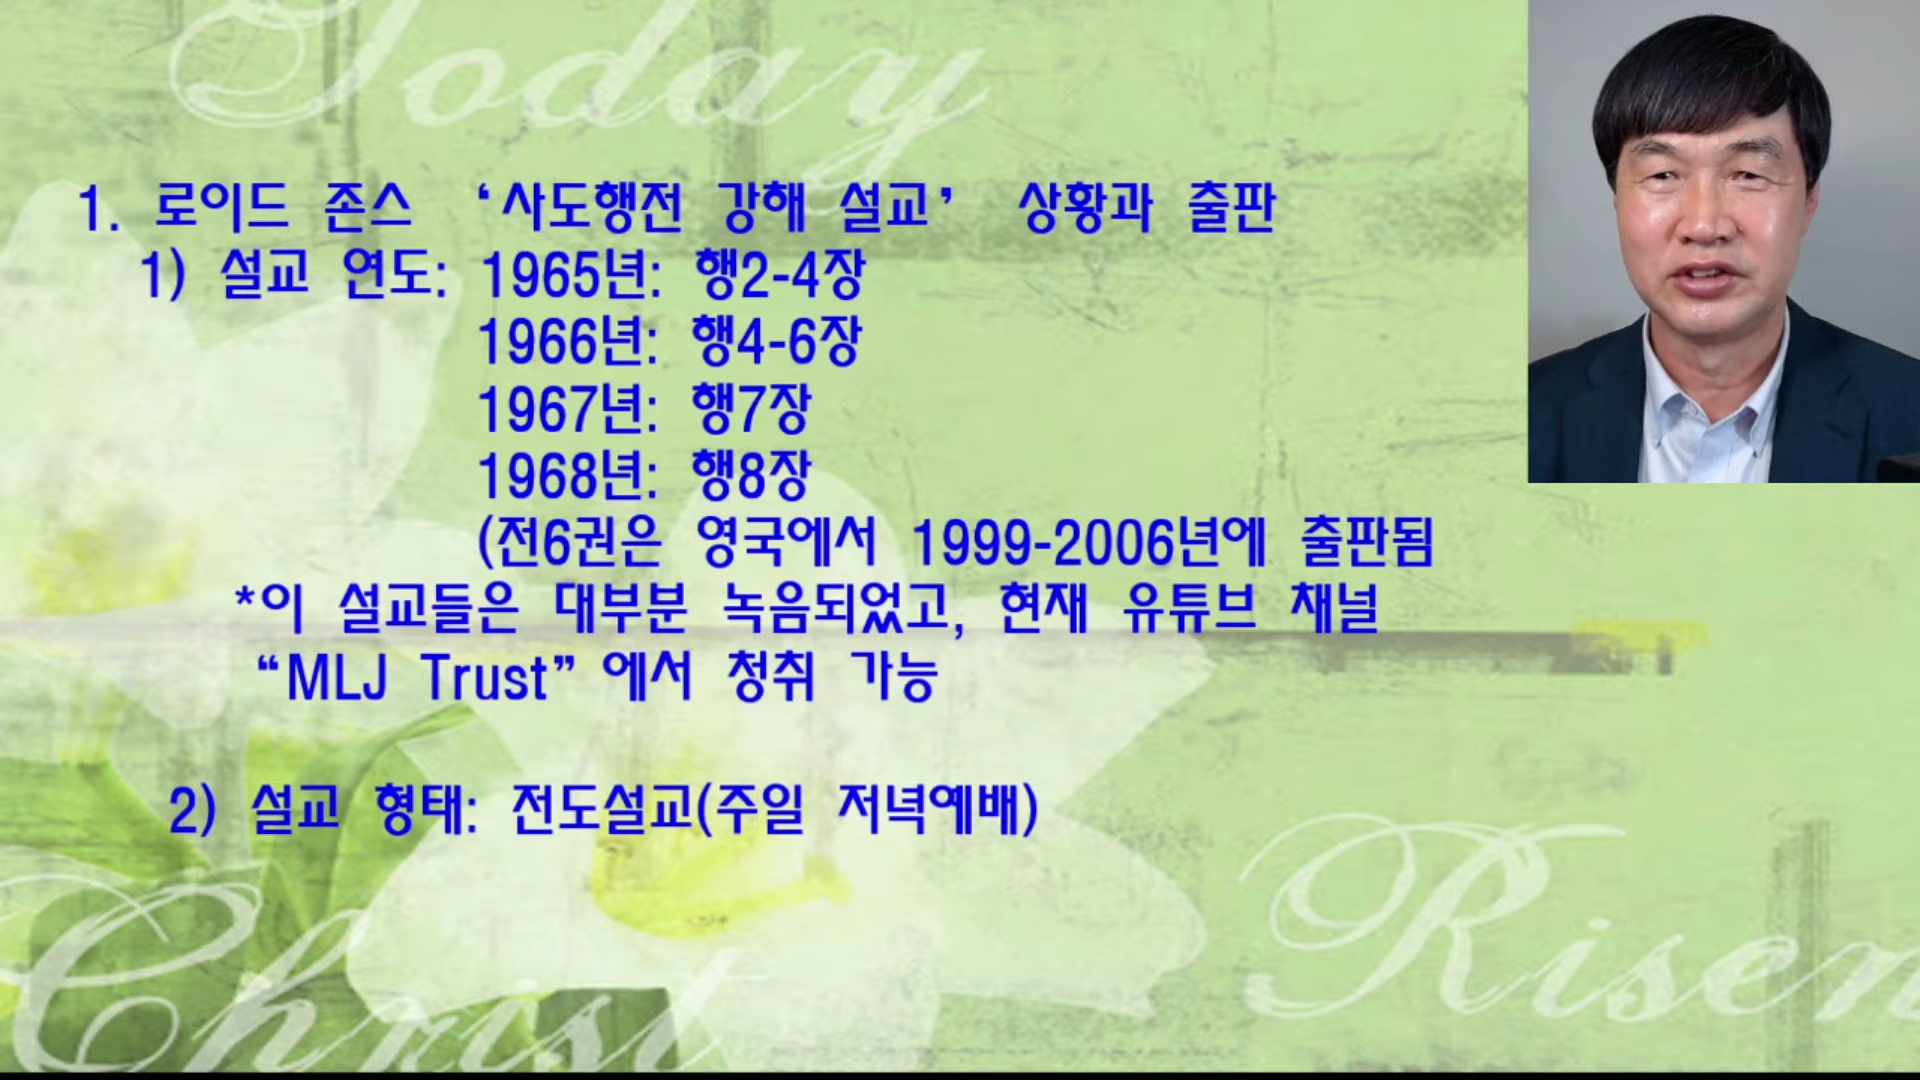 Today
1. 로이드 존스 ‘사도행전 강해 설교’ 상황과 출판
1) 설교 연도: 1965년: 행2-4장
1966년: 행4-6장
1967년: 행7장
1968년: 행8장
(전6권은 영국에서 1999-2006년에 출판됨
*이 설교들은 대부분 녹음되었고, 현재 유튜브 채널
“MLJ Trust”에서 청취 가능
2) 설교 형태: 전도설교(주일 저녁예배)
Christ Risen